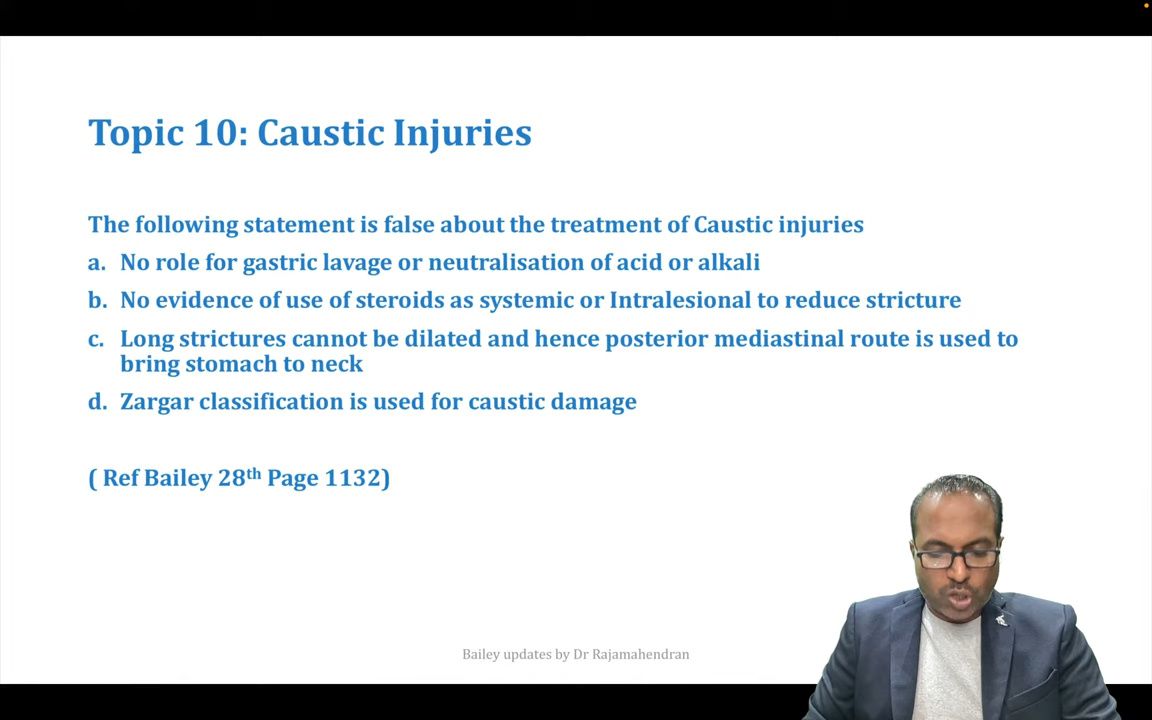 Topic 10: Caustic Injuries
The following statement is false about the treatment of Caustic injuries
a. No role for gastric lavage or neutralisation of acid or alkali
b. No evidence of use of steroids as systemic or Intralesional to reduce stricture
c. Long strictures cannot be dilated and hence posterior mediastinal route is used to
bring stomach to neck
d. Zargar classification is used for caustic damage
( Ref Bailey 28th Page 1132)
Bailey updates by Dr Rajamahendran